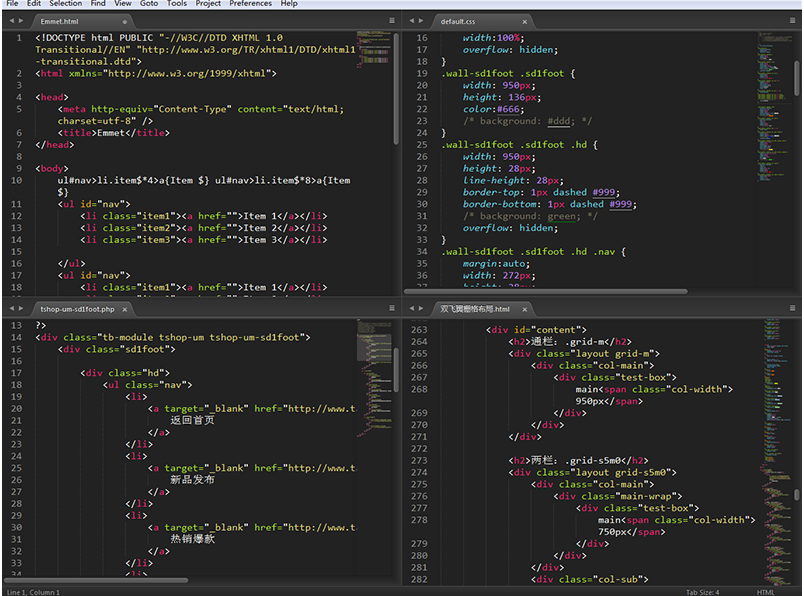 File Edit Selection Find View Goto Tools Project Preferences Help
Emmet.html
1 <!DOCTYPE html PUBLIC "-//W3C//DTD XHTML 1.0
Transitional//EN" "http://www.w3.org/TR/xhtml1/DTD/xhtml1
-transitional.dtd">
2 <html xmlns="http://www.w3.org/1999/xhtml">
3
4 <head>
5 <meta http-equiv="Content-Type" content="text/html;
charset=utf-8" />
6 <title>Emmet</title>
7 </head>
8
9 <body>
10 ul#nav>li.item$*4>a{Item $} ul#nav>li.item$*8>a{Item
$}
11 <ul id="nav">
12 <li class="item1"><a href="">Item 1</a></li>
13 <li class="item2"><a href="">Item 2</a></li>
14 <li class="item3"><a href="">Item 3</a></li>
15
16 </ul>
17 <ul id="nav">
18 <li class="item1"><a href="">Item 1</a></li>
default.css
16 width:100%;
17 overflow: hidden;
18 }
19 .wall-sd1foot .sd1foot {
20 width: 950px;
21 height: 136px;
22 color:#666;
23 /* background: #ddd; */
24 }
25 .wall-sd1foot .sd1foot .hd {
26 width: 950px;
27 height: 28px;
28 line-height: 28px;
29 border-top: 1px dashed #999;
30 border-bottom: 1px dashed #999;
31 /* background: green; */
32 overflow: hidden;
33 }
34 .wall-sd1foot .sd1foot .hd .nav {
35 margin:auto;
36 width: 272px;
37 height: 28px;
tshop-um-sd1foot.php
13 ?>
14 <div class="tb-module tshop-um tshop-um-sd1foot">
15 <div class="sd1foot">
16
17 <div class="hd">
18 <ul class="nav">
19 <li>
20 <a target="_blank" href="http://www.t
21 返回首页
22 </a>
23 </li>
24 <li>
25 <a target="_blank" href="http://www.t
26 新品发布
27 </a>
28 </li>
29 <li>
30 <a target="_blank" href="http://www.t
31 热销爆款
32 </a>
33 </li>
34 <li>
双飞翼栅格布局.html
263 <div id="content">
264 <h2>通栏: .grid-m</h2>
265 <div class="layout grid-m">
266 <div class="col-main">
267 <div class="test-box">
268 main<span class="col-width">
950px</span>
269 </div>
270 </div>
271 </div>
272
273 <h2>两栏: .grid-s5m0</h2>
274 <div class="layout grid-s5m0">
275 <div class="col-main">
276 <div class="main-wrap">
277 <div class="test-box">
278 main<span class="col-width">
750px</span>
279 </div>
280 </div>
281 </div>
282 <div class="col-sub">
Line 1, Column 1 Tab Size: 4 HTML